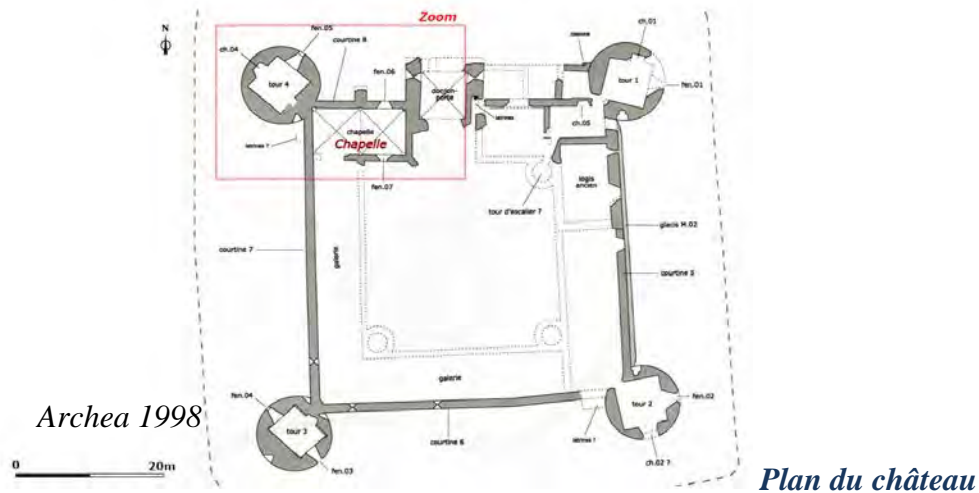 Zoom
N
fen.05
ch.01
courtine 8
ch.04
fen.06
tour 4
donjon-porte
tour 1
fen.01
latrines
chapelle
Chapelle
ch.05
latrines ?
fen.07
logis
ancien
tour d'escalier ?
glacis M.02
courtine 7
galerie
courtine 3
galerie
fen.04
fen.02
tour 2
Archea 1998
tour 3
latrines ?
courtine 6
ch.02 ?
fen.03
0
20m
Plan du château